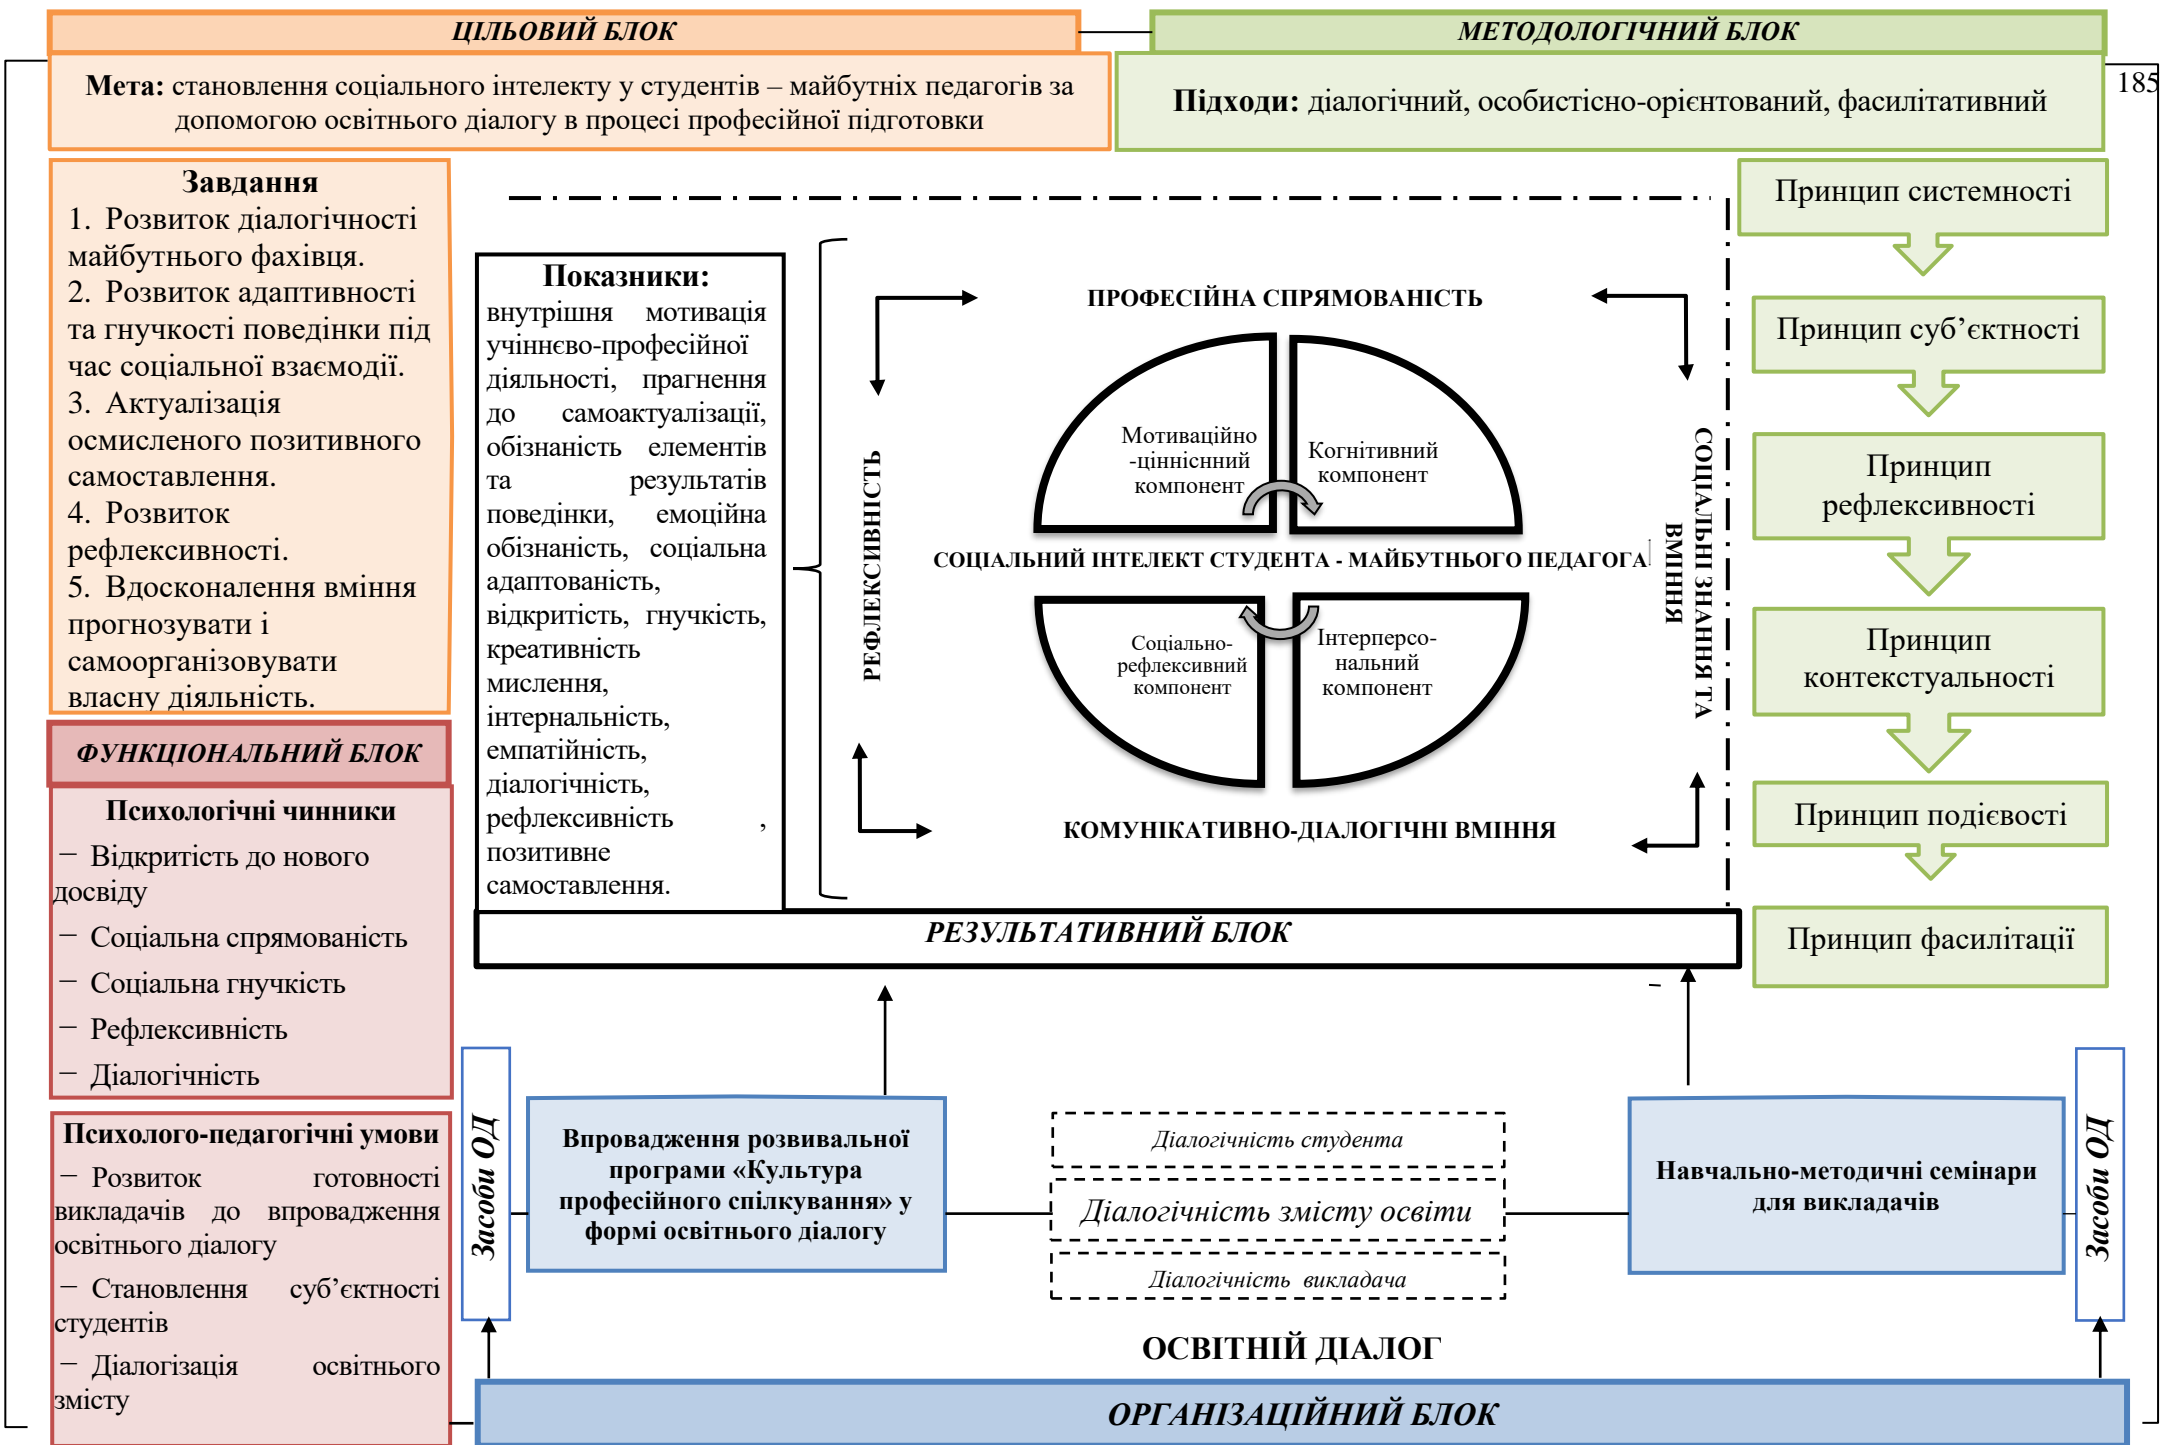 ЦІЛЬОВИЙ БЛОК
МЕТОДОЛОГІЧНИЙ БЛОК
185
Мета: становлення соціального інтелекту у студентів – майбутніх педагогів за
допомогою освітнього діалогу в процесі професійної підготовки
Підходи: діалогічний, особистісно-орієнтований, фасилітативний
Завдання
1. Розвиток діалогічності
майбутнього фахівця.
2. Розвиток адаптивності
та гнучкості поведінки під
час соціальної взаємодії.
3. Актуалізація
осмисленого позитивного
самоставлення.
4. Розвиток
рефлексивності.
5. Вдосконалення вміння
прогнозувати і
самоорганізовувати
власну діяльність.
ФУНКЦІОНАЛЬНИЙ БЛОК
Психологічні чинники
– Відкритість до нового
досвіду
– Соціальна спрямованість
– Соціальна гнучкість
– Рефлексивність
– Діалогічність
Психолого-педагогічні умови
– Розвиток готовності
викладачів до впровадження
освітнього діалогу
– Становлення суб’єктності
студентів
– Діалогізація освітнього
змісту
Показники:
внутрішня мотивація
учіннєво-професійної
діяльності, прагнення
до самоактуалізації,
обізнаність елементів
та результатів
поведінки, емоційна
обізнаність, соціальна
адаптованість,
відкритість, гнучкість,
креативність
мислення,
інтернальність,
емпатійність,
діалогічність,
рефлексивність ,
позитивне
самоставлення.
ПРОФЕСІЙНА СПРЯМОВАНІСТЬ
РЕФЛЕКСИВНІСТЬ
Мотиваційно
-цінніснний
компонент
Когнітивний
компонент
СОЦІАЛЬНИЙ ІНТЕЛЕКТ СТУДЕНТА - МАЙБУТНЬОГО ПЕДАГОГА
Соціально-
рефлексивний
компонент
Інтерперсо-
нальний
компонент
СОЦІАЛЬНІ ЗНАННЯ ТА
ВМІННЯ
КОМУНІКАТИВНО-ДІАЛОГІЧНІ ВМІННЯ
РЕЗУЛЬТАТИВНИЙ БЛОК
Принцип системності
Принцип суб’єктності
Принцип
рефлексивності
Принцип
контекстуальності
Принцип подієвості
Принцип фасилітації
Засоби ОД
Впровадження розвивальної
програми «Культура
професійного спілкування» у
формі освітнього діалогу
Діалогічність студента
Діалогічність змісту освіти
Діалогічність викладача
Навчально-методичні семінари
для викладачів
Засоби ОД
ОСВІТНІЙ ДІАЛОГ
ОРГАНІЗАЦІЙНИЙ БЛОК